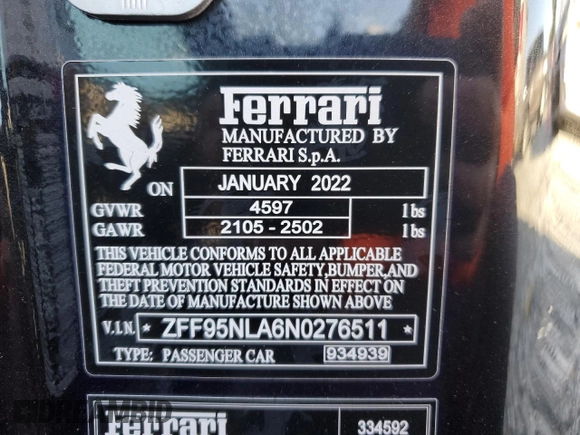 Ferrari
MANUFACTURED BY
FERRARI S.p.A.
ON JANUARY 2022
GVWR 4597 lbs
GAWR 2105 - 2502 lbs
THIS VEHICLE CONFORMS TO ALL APPLICABLE
FEDERAL MOTOR VEHICLE SAFETY,BUMPER,AND
THEFT PREVENTION STANDARDS IN EFFECT ON
THE DATE OF MANUFACTURE SHOWN ABOVE
V.I.N. * ZFF95NLA6N0276511 *
TYPE: PASSENGER CAR 934939
Ferrari 334592
DREAMBID